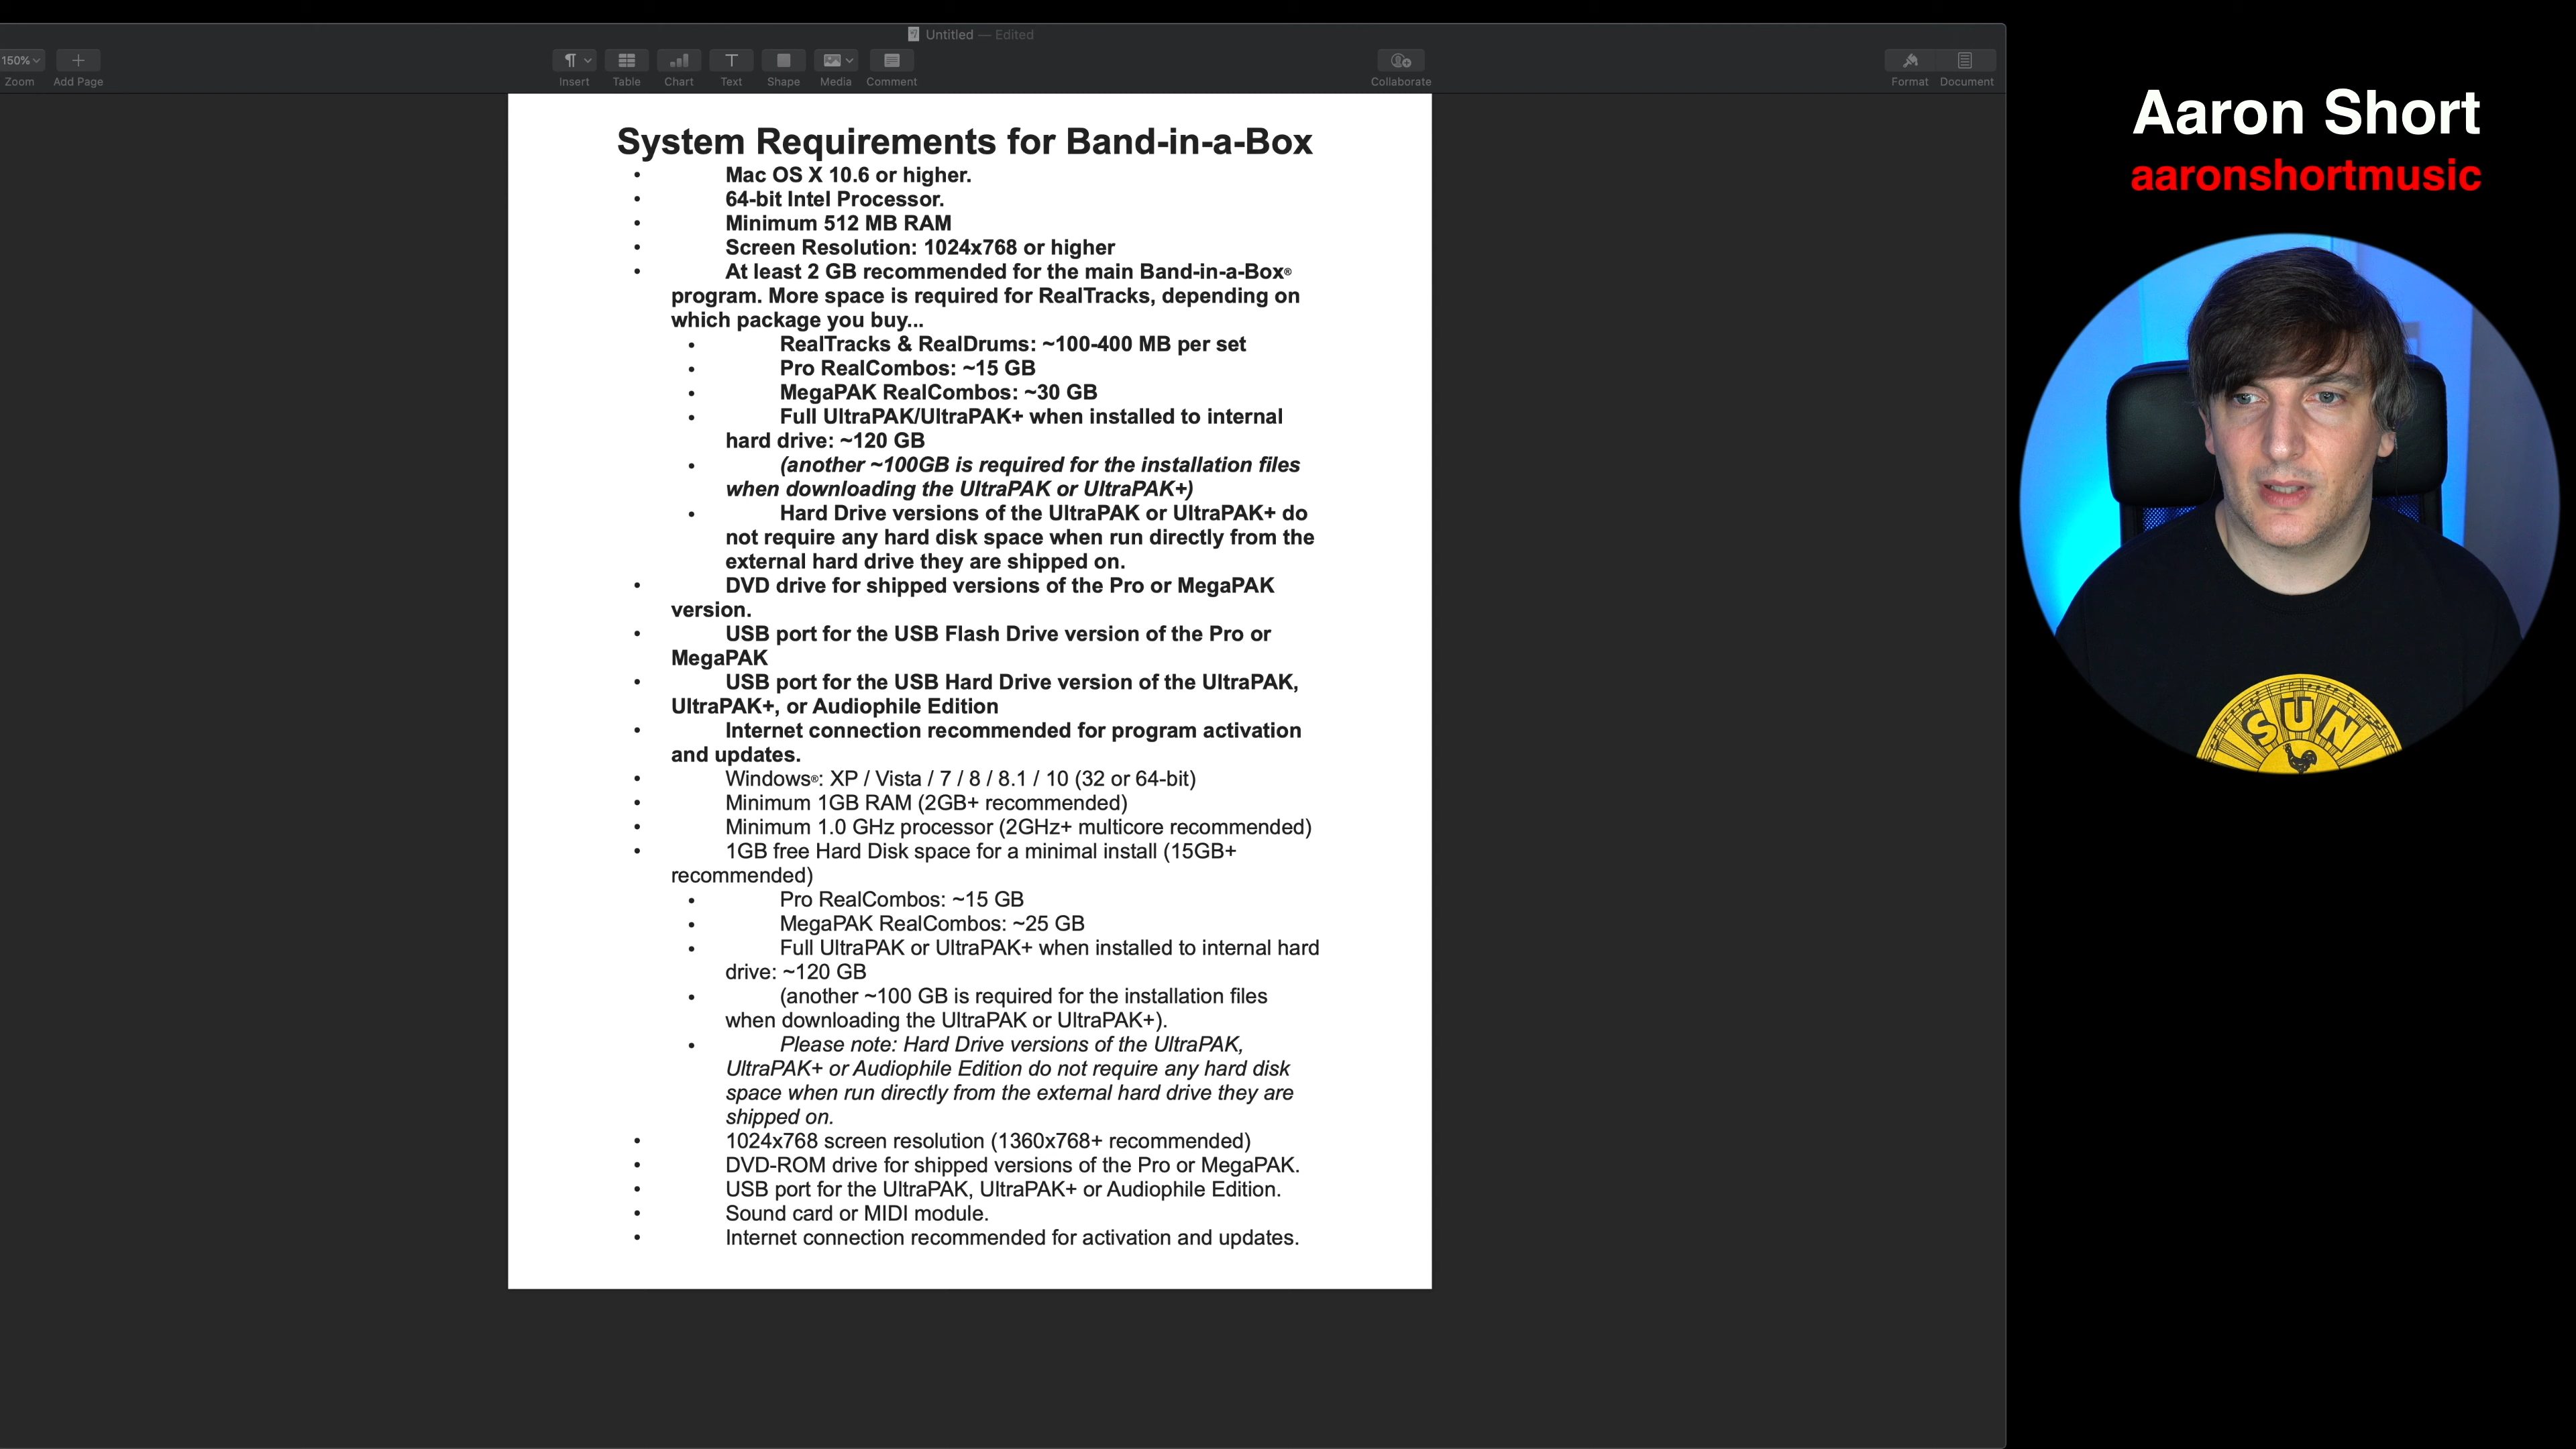 Untitled — Edited
150%
Zoom
Add Page
Insert
Table
Chart
Text
Shape
Media
Comment
Collaborate
Format
Document
System Requirements for Band-in-a-Box
• Mac OS X 10.6 or higher.
• 64-bit Intel Processor.
• Minimum 512 MB RAM
• Screen Resolution: 1024x768 or higher
• At least 2 GB recommended for the main Band-in-a-Box®
program. More space is required for RealTracks, depending on
which package you buy...
• RealTracks & RealDrums: ~100-400 MB per set
• Pro RealCombos: ~15 GB
• MegaPAK RealCombos: ~30 GB
• Full UltraPAK/UltraPAK+ when installed to internal
hard drive: ~120 GB
• (another ~100GB is required for the installation files
when downloading the UltraPAK or UltraPAK+)
• Hard Drive versions of the UltraPAK or UltraPAK+ do
not require any hard disk space when run directly from the
external hard drive they are shipped on.
• DVD drive for shipped versions of the Pro or MegaPAK
version.
• USB port for the USB Flash Drive version of the Pro or
MegaPAK
• USB port for the USB Hard Drive version of the UltraPAK,
UltraPAK+, or Audiophile Edition
• Internet connection recommended for program activation
and updates.
• Windows®: XP / Vista / 7 / 8 / 8.1 / 10 (32 or 64-bit)
• Minimum 1GB RAM (2GB+ recommended)
• Minimum 1.0 GHz processor (2GHz+ multicore recommended)
• 1GB free Hard Disk space for a minimal install (15GB+
recommended)
• Pro RealCombos: ~15 GB
• MegaPAK RealCombos: ~25 GB
• Full UltraPAK or UltraPAK+ when installed to internal hard
drive: ~120 GB
• (another ~100 GB is required for the installation files
when downloading the UltraPAK or UltraPAK+).
• Please note: Hard Drive versions of the UltraPAK,
UltraPAK+ or Audiophile Edition do not require any hard disk
space when run directly from the external hard drive they are
shipped on.
• 1024x768 screen resolution (1360x768+ recommended)
• DVD-ROM drive for shipped versions of the Pro or MegaPAK.
• USB port for the UltraPAK, UltraPAK+ or Audiophile Edition.
• Sound card or MIDI module.
• Internet connection recommended for activation and updates.
Aaron Short
aaronshortmusic
SUN